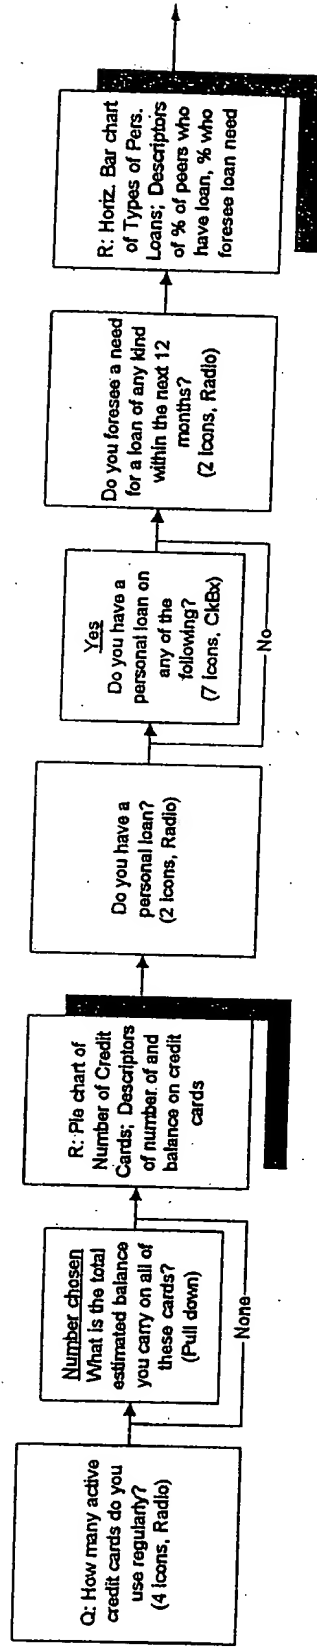 Q: How many active
credit cards do you
use regularly?
(4 Icons, Radio)
Number chosen
What is the total
estimated balance
you carry on all of
these cards?
(Pull down)
None
R: Pie chart of
Number of Credit
Cards; Descriptors
of number of and
balance on credit
cards
Do you have a
personal loan?
(2 Icons, Radio)
Yes
Do you have a
personal loan on
any of the
following?
(7 Icons, CkBx)
No
Do you foresee a need
for a loan of any kind
within the next 12
months?
(2 Icons, Radio)
R: Horiz. Bar chart
of Types of Pers.
Loans; Descriptors
of % of peers who
have loan, % who
foresee loan need